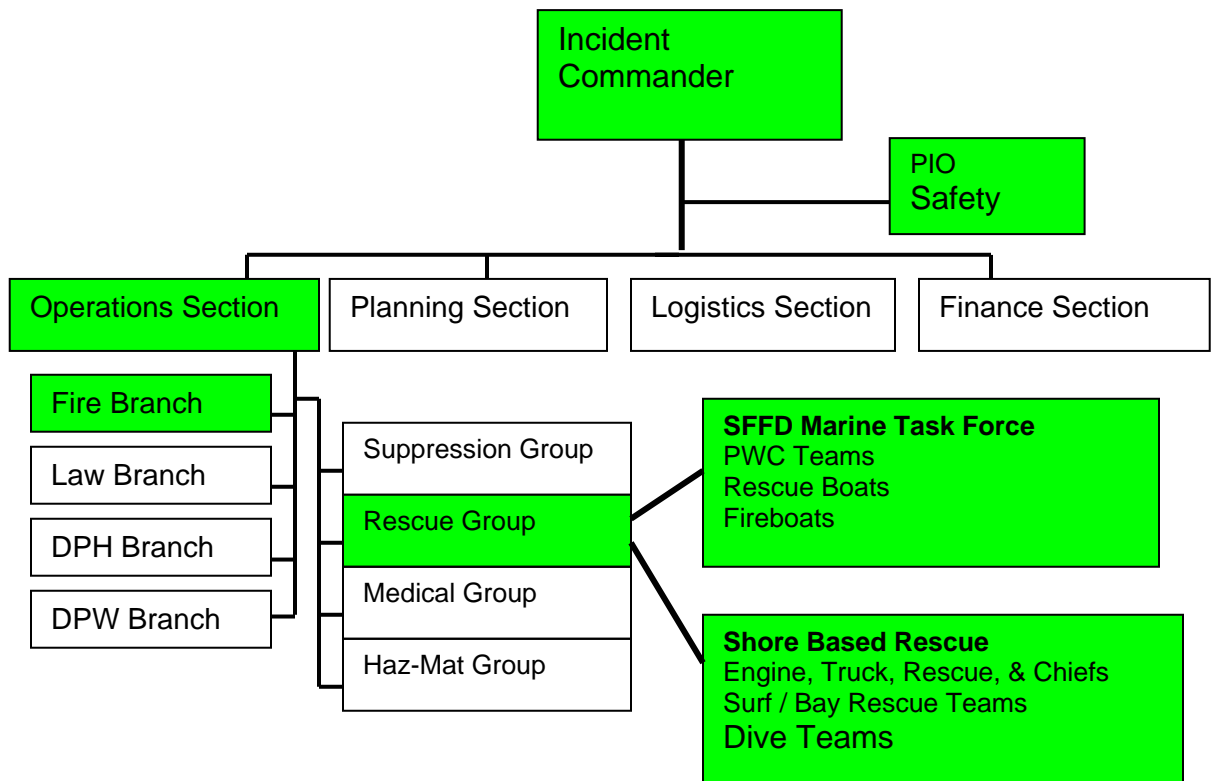 Incident
Commander
PIO
Safety
Operations Section
Planning Section
Logistics Section
Finance Section
Fire Branch
Law Branch
DPH Branch
DPW Branch
Suppression Group
Rescue Group
Medical Group
Haz-Mat Group
SFFD Marine Task Force
PWC Teams
Rescue Boats
Fireboats
Shore Based Rescue
Engine, Truck, Rescue, & Chiefs
Surf / Bay Rescue Teams
Dive Teams